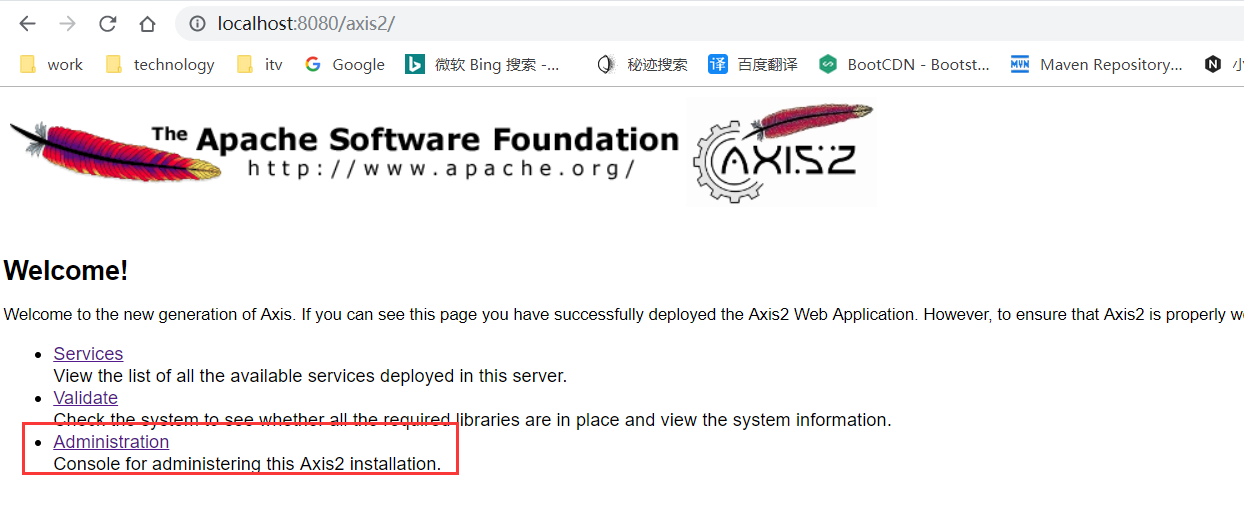 localhost:8080/axis2/
work technology itv Google 微软 Bing 搜索 -... 秘迹搜索 译 百度翻译 BootCDN - Bootst... MVN Maven Repository... N 小
The Apache Software Foundation
http://www.apache.org/
AXIS2
Welcome!
Welcome to the new generation of Axis. If you can see this page you have successfully deployed the Axis2 Web Application. However, to ensure that Axis2 is properly
Services
View the list of all the available services deployed in this server.
Validate
Check the system to see whether all the required libraries are in place and view the system information.
Administration
Console for administering this Axis2 installation.